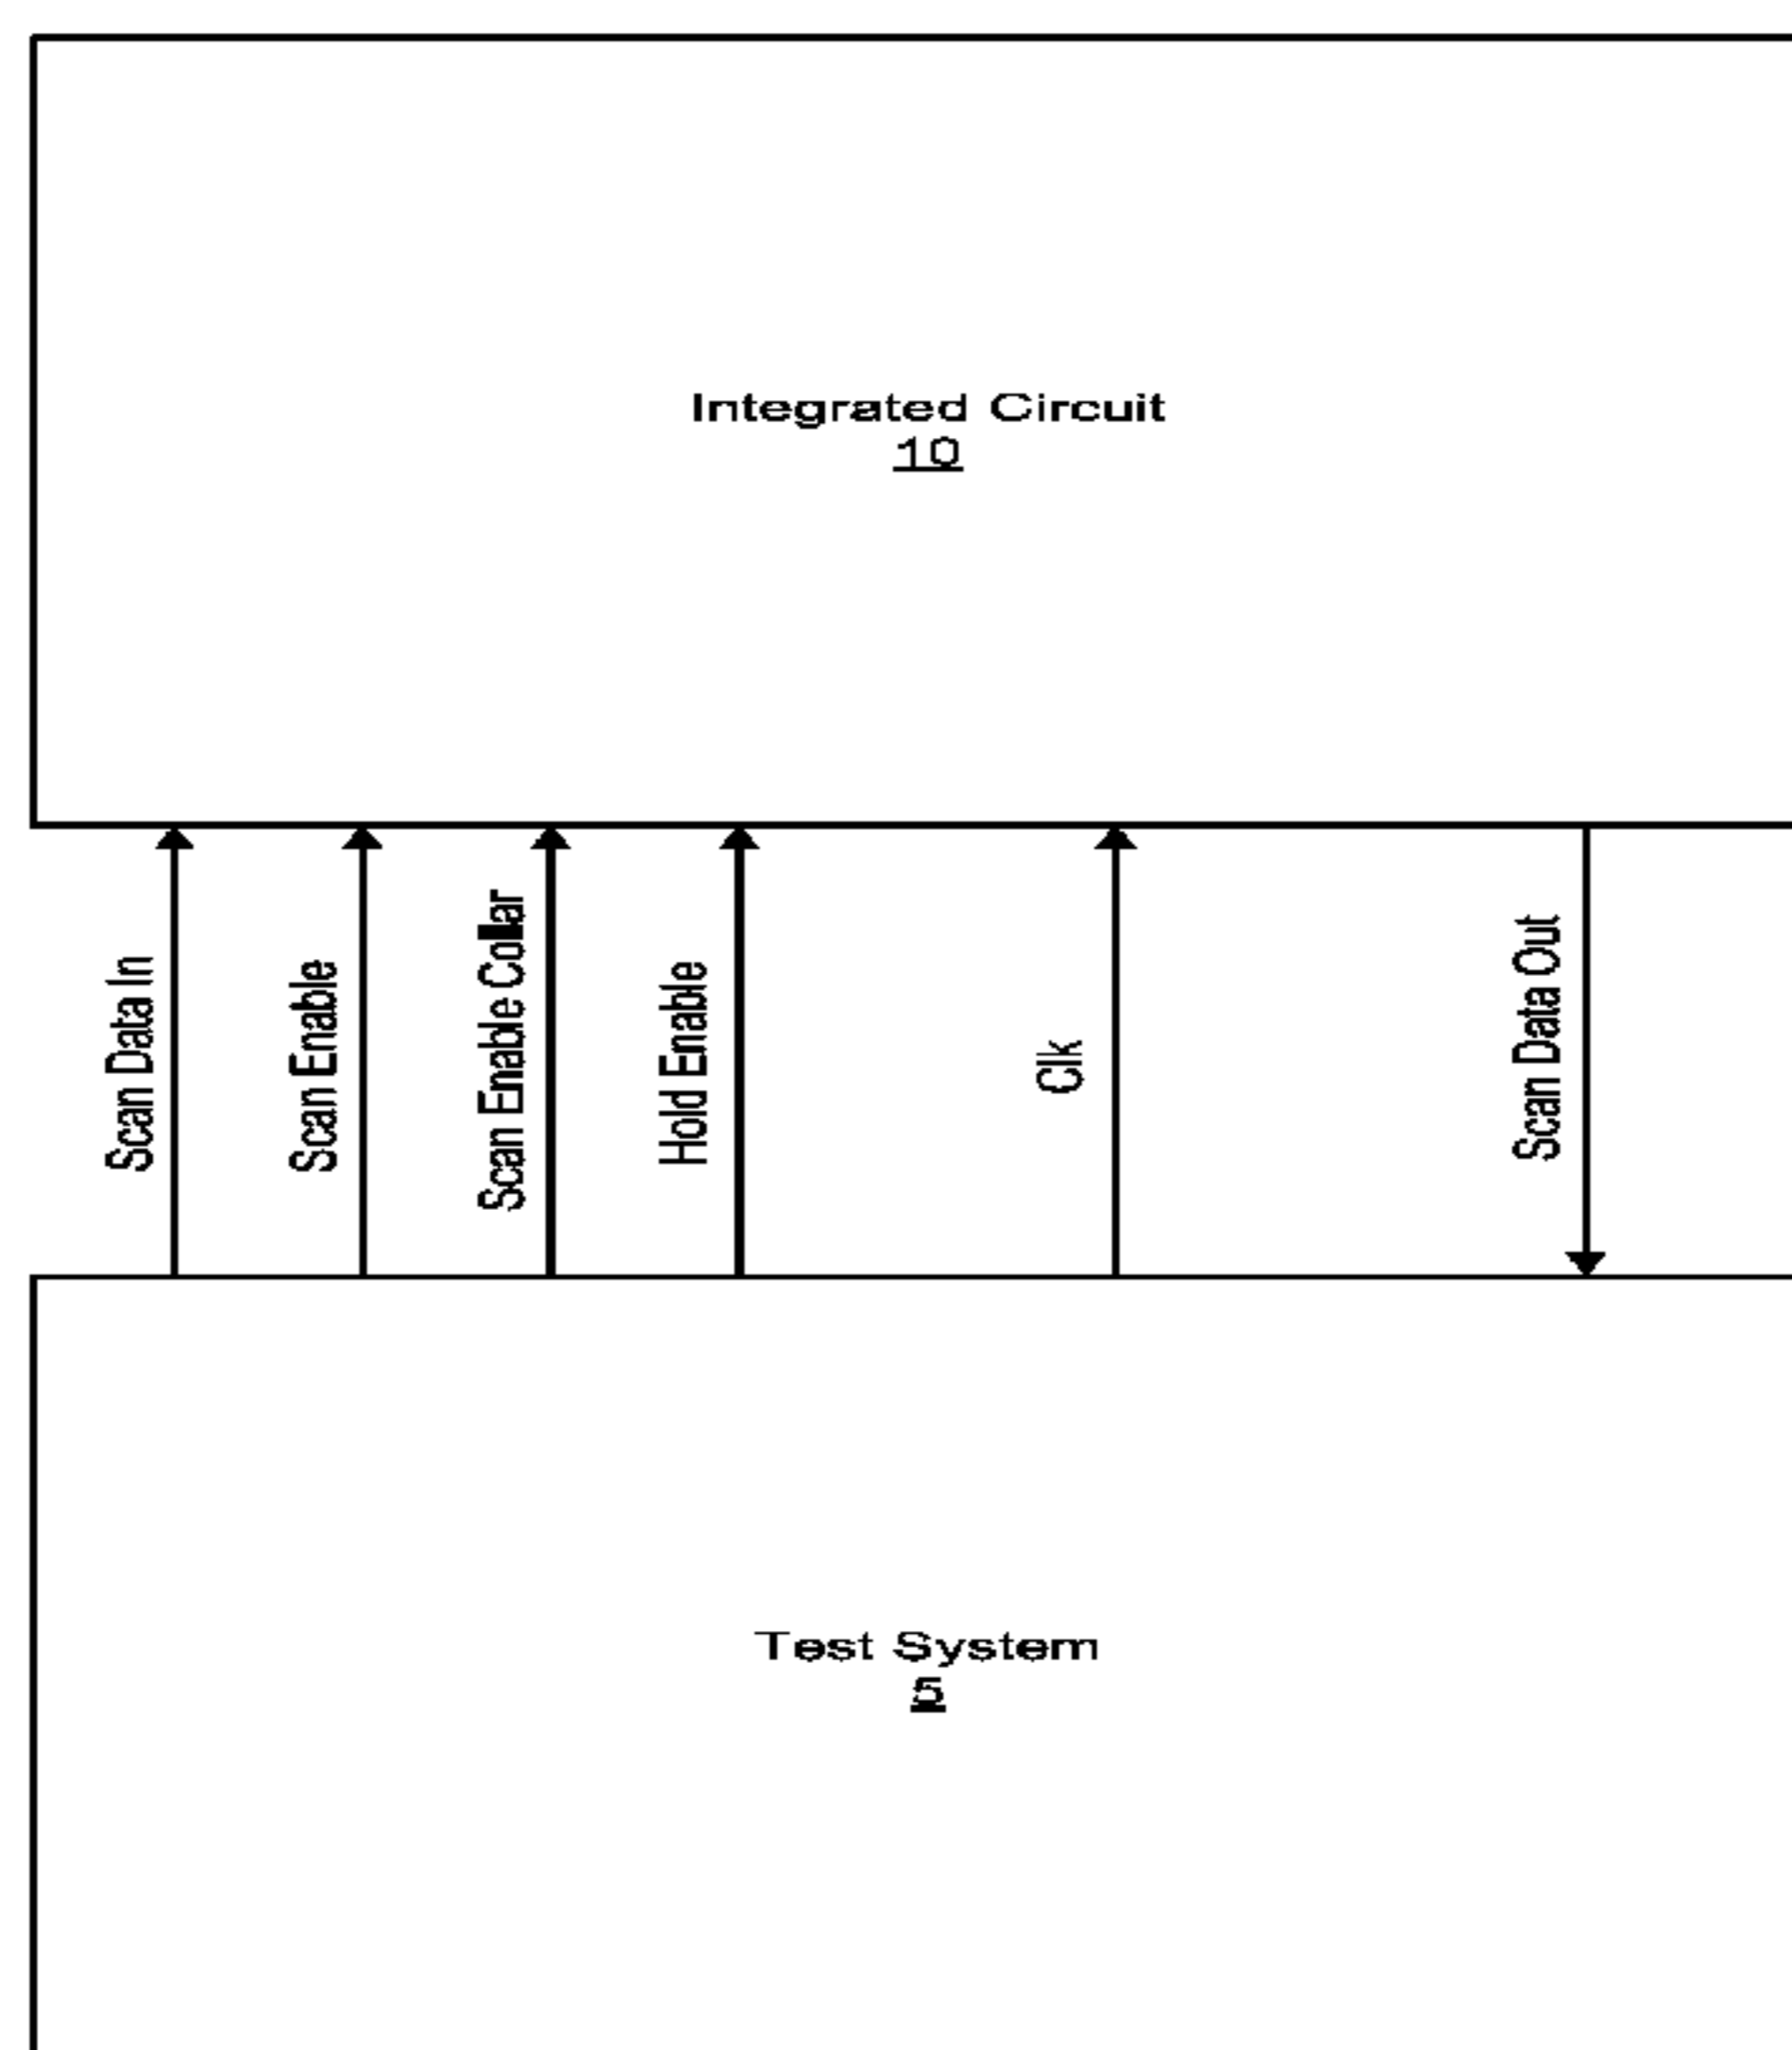 Integrated Circuit
10
Scan Data In
Scan Enable
Scan Enable Collar
Hold Enable
Clk
Scan Data Out
Test System
5